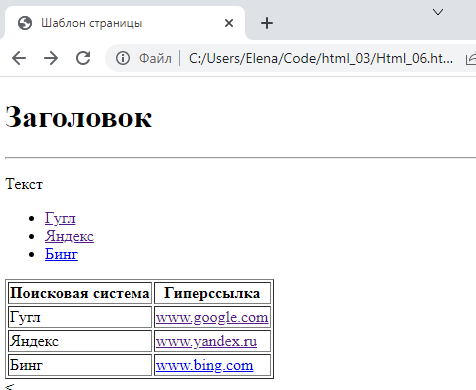 Шаблон страницы
Файл C:/Users/Elena/Code/html_03/Html_06.ht...
Заголовок
Текст
Гугл
Яндекс
Бинг
Поисковая система Гиперссылка
Гугл www.google.com
Яндекс www.yandex.ru
Бинг www.bing.com
<